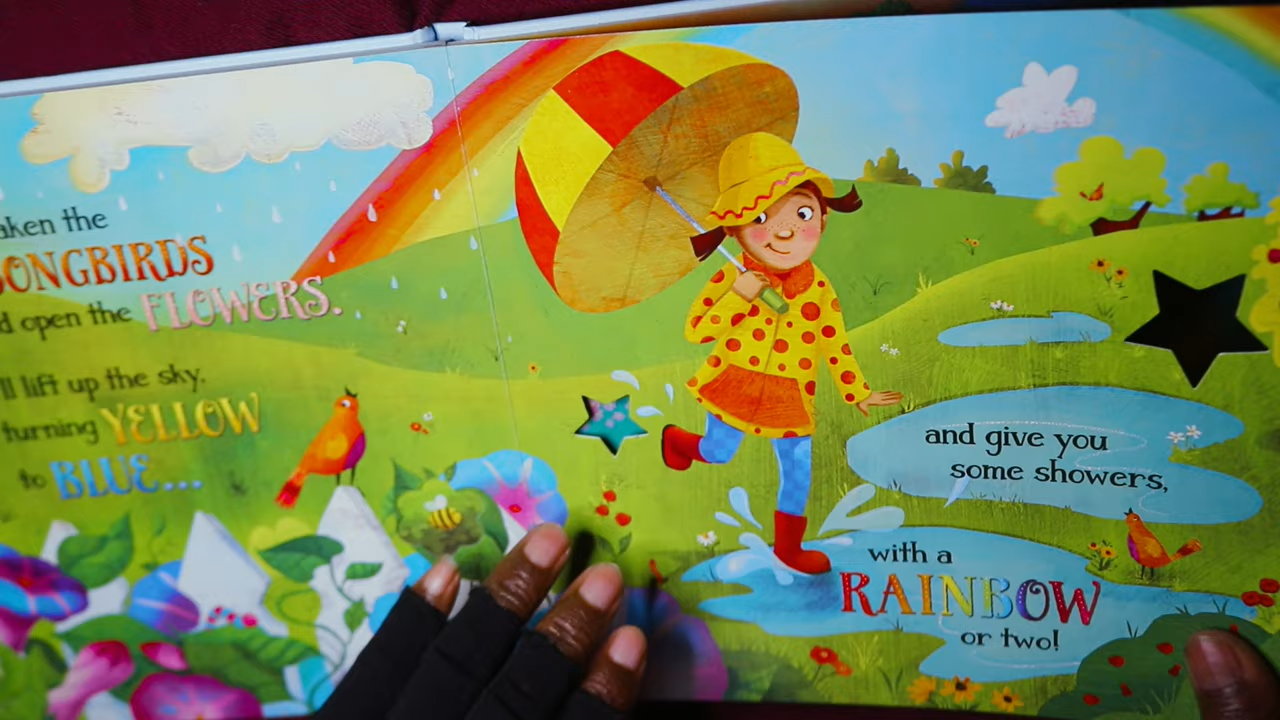 aken the
SONGBIRDS
d open the FLOWERS.
ll lift up the sky,
turning YELLOW
to BLUE...
and give you
some showers,
with a
RAINBOW
or two!